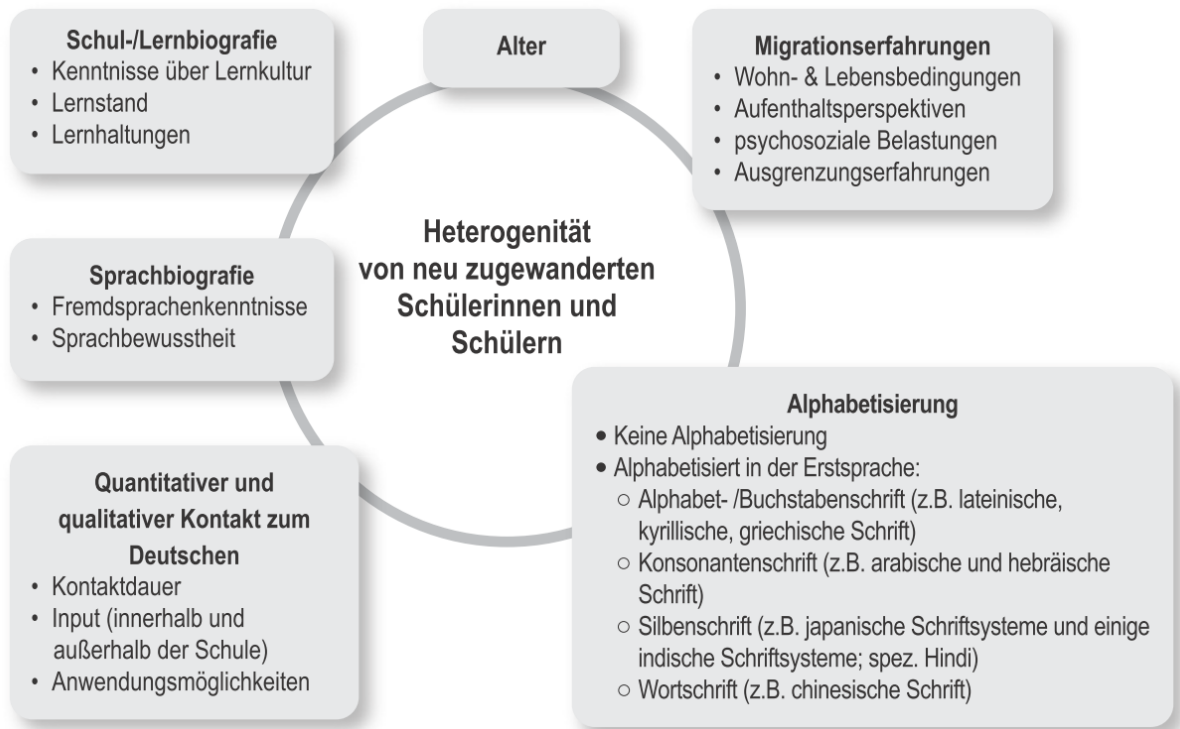 Schul-/Lernbiografie
• Kenntnisse über Lernkultur
• Lernstand
• Lernhaltungen
Alter
Migrationserfahrungen
• Wohn- & Lebensbedingungen
• Aufenthaltsperspektiven
• psychosoziale Belastungen
• Ausgrenzungserfahrungen
Heterogenität
von neu zugewanderten
Schülerinnen und
Schülern
Sprachbiografie
• Fremdsprachenkenntnisse
• Sprachbewusstheit
Quantitativer und
qualitativer Kontakt zum
Deutschen
• Kontaktdauer
• Input (innerhalb und
außerhalb der Schule)
• Anwendungsmöglichkeiten
Alphabetisierung
• Keine Alphabetisierung
• Alphabetisiert in der Erstsprache:
○ Alphabet- /Buchstabenschrift (z.B. lateinische,
kyrillische, griechische Schrift)
○ Konsonantenschrift (z.B. arabische und hebräische
Schrift)
○ Silbenschrift (z.B. japanische Schriftsysteme und einige
indische Schriftsysteme; spez. Hindi)
○ Wortschrift (z.B. chinesische Schrift)